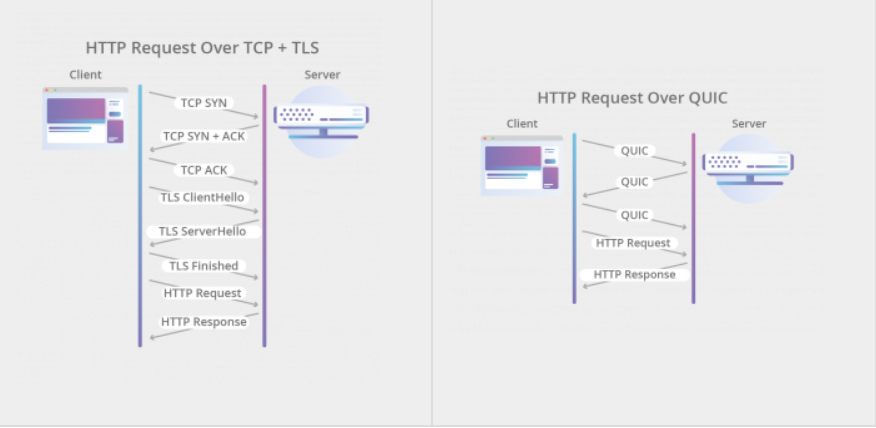 HTTP Request Over TCP + TLS
Client
Server
TCP SYN
TCP SYN + ACK
TCP ACK
TLS ClientHello
TLS ServerHello
TLS Finished
HTTP Request
HTTP Response
HTTP Request Over QUIC
Client
Server
QUIC
QUIC
QUIC
HTTP Request
HTTP Response